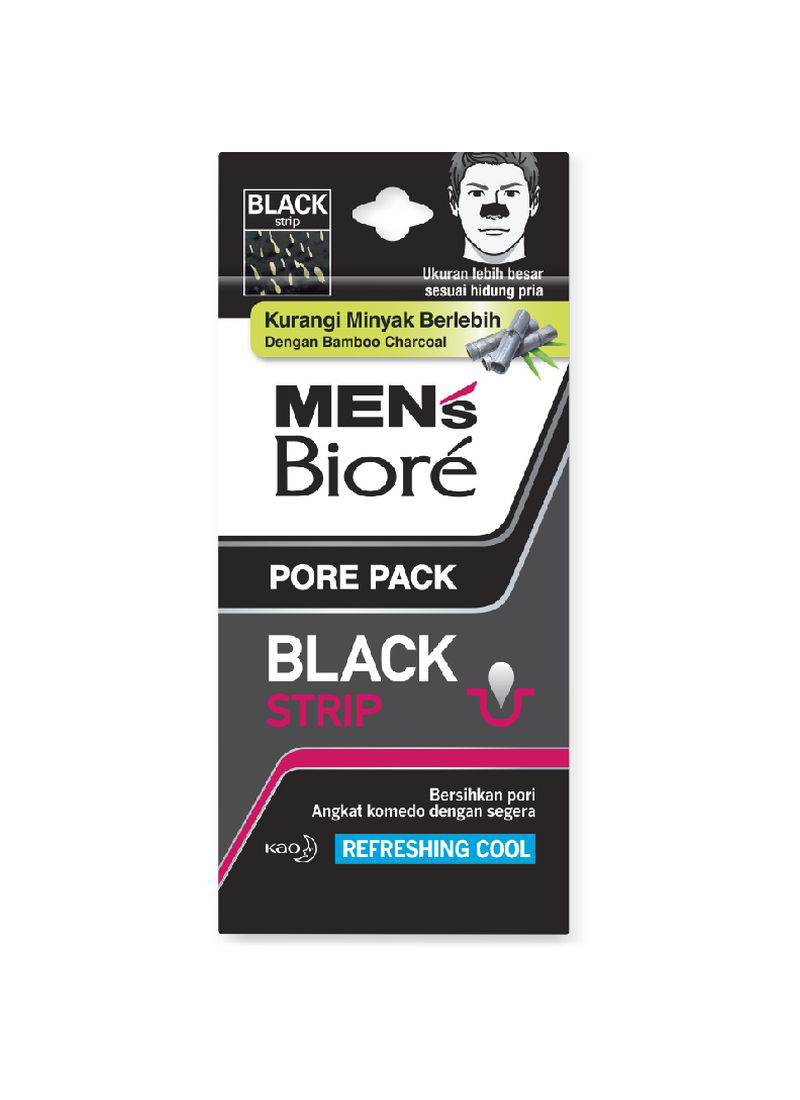 BLACK
strip
Ukuran lebih besar
sesuai hidung pria
Kurangi Minyak Berlebih
Dengan Bamboo Charcoal
MEN's
Bioré
PORE PACK
BLACK
STRIP
Bersihkan pori
Angkat komedo dengan segera
Kao
REFRESHING COOL